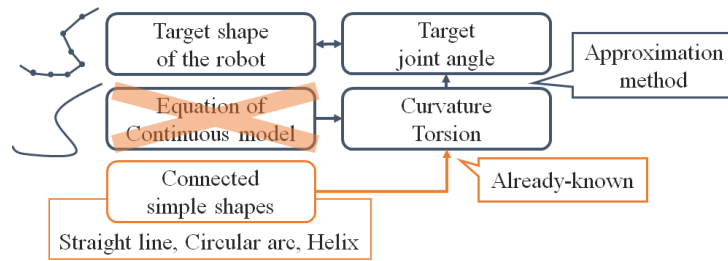 Target shape
of the robot
Target
joint angle
Approximation
method
Equation of
Continuous model
Curvature
Torsion
Connected
simple shapes
Already-known
Straight line, Circular arc, Helix